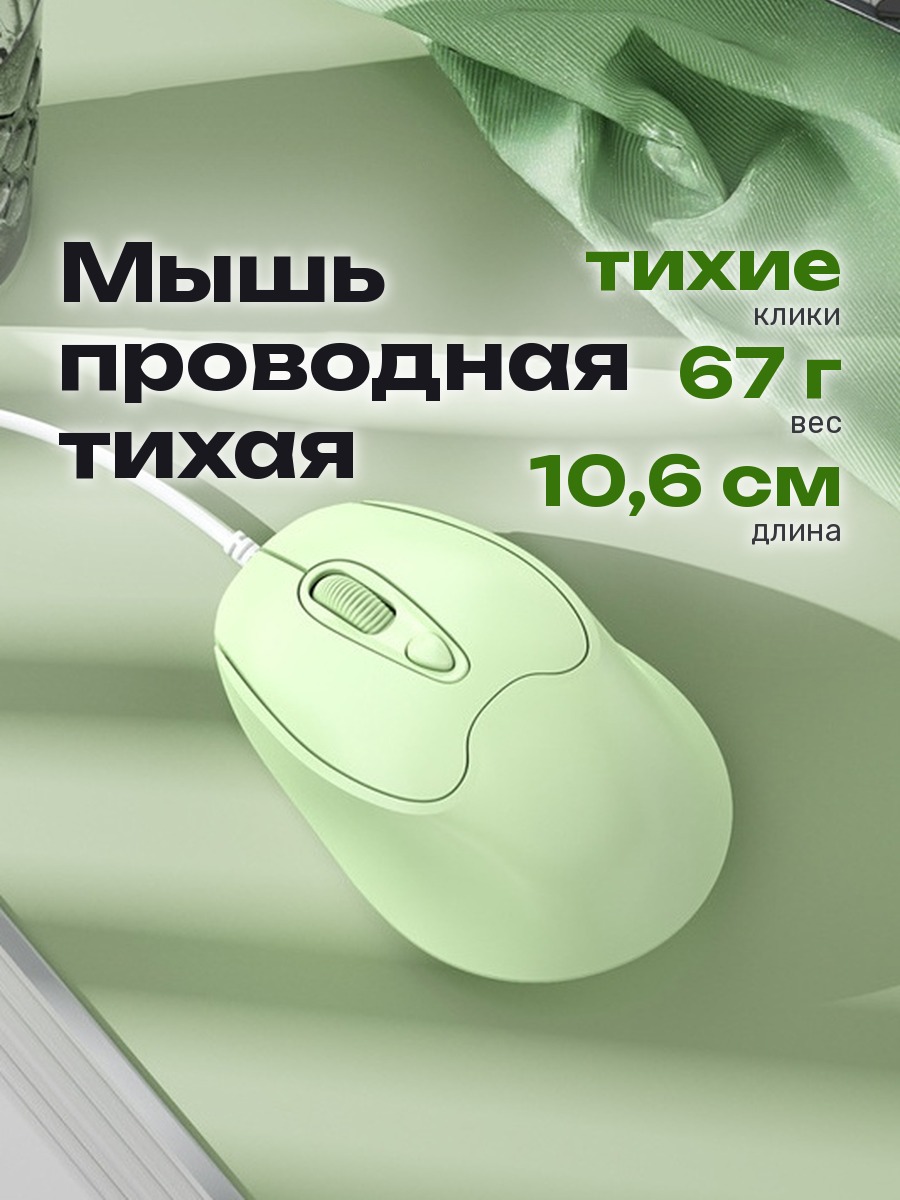 Мышь
проводная
тихая
тихие
клики
67 г
вес
10,6 см
длина